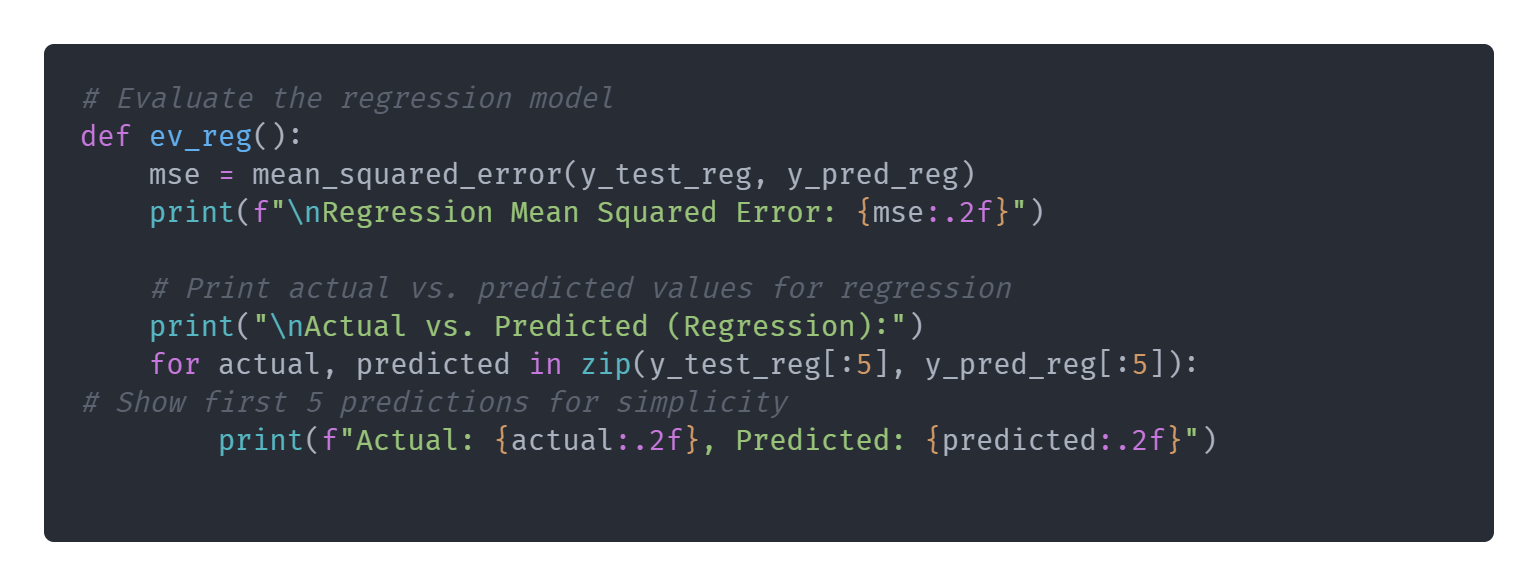 # Evaluate the regression model
def ev_reg():
    mse = mean_squared_error(y_test_reg, y_pred_reg)
    print(f"\nRegression Mean Squared Error: {mse:.2f}")

    # Print actual vs. predicted values for regression
    print("\nActual vs. Predicted (Regression):")
    for actual, predicted in zip(y_test_reg[:5], y_pred_reg[:5]):
# Show first 5 predictions for simplicity
        print(f"Actual: {actual:.2f}, Predicted: {predicted:.2f}")